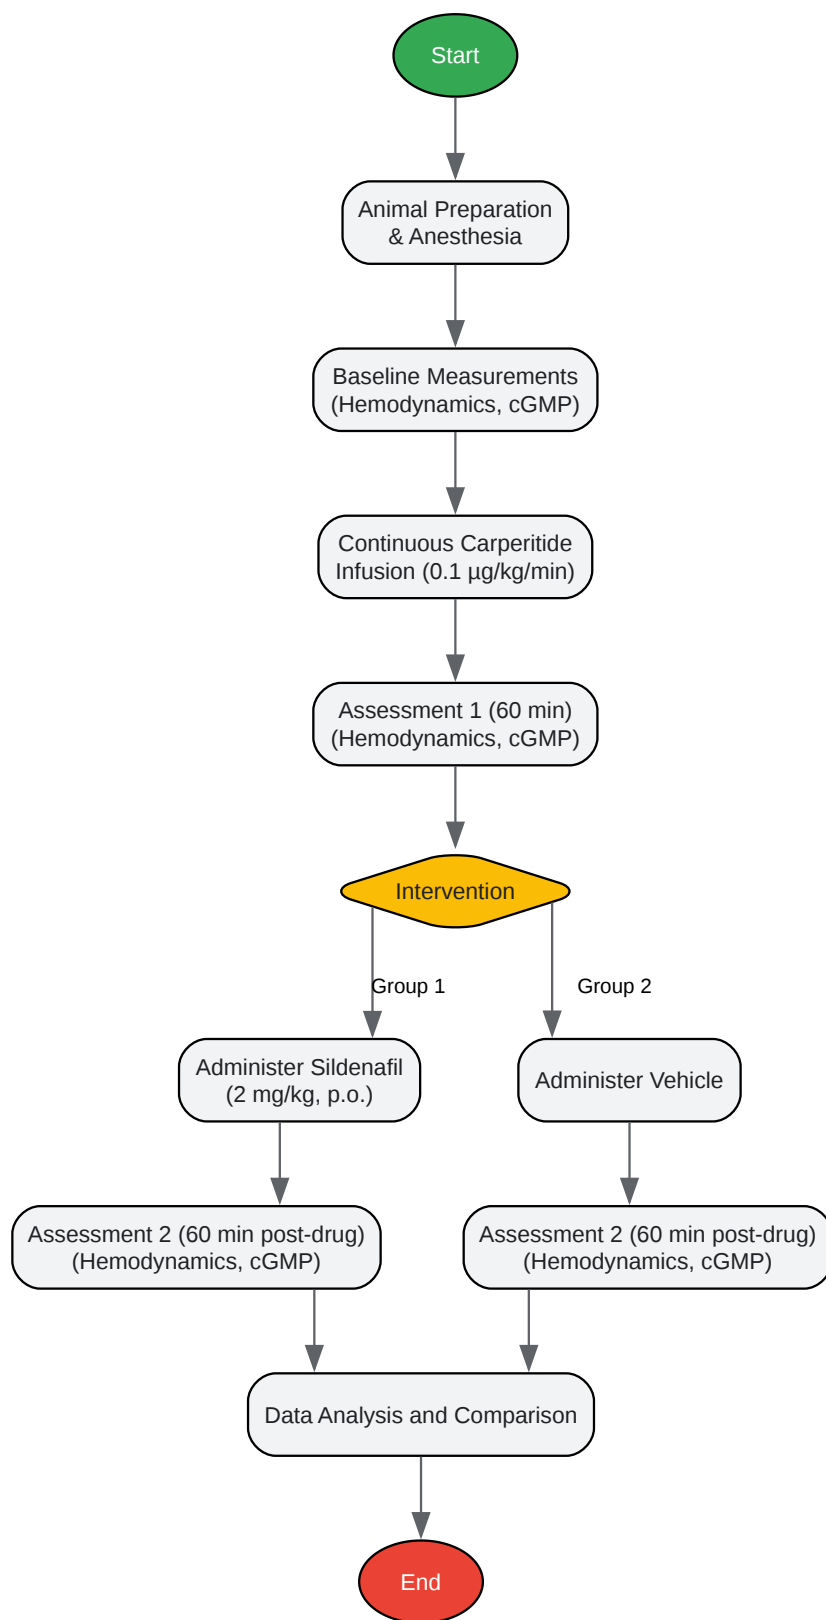 Start
Animal Preparation
& Anesthesia
Baseline Measurements
(Hemodynamics, cGMP)
Continuous Carperitide
Infusion (0.1 µg/kg/min)
Assessment 1 (60 min)
(Hemodynamics, cGMP)
Intervention
Group 1
Group 2
Administer Sildenafil
(2 mg/kg, p.o.)
Administer Vehicle
Assessment 2 (60 min post-drug)
(Hemodynamics, cGMP)
Assessment 2 (60 min post-drug)
(Hemodynamics, cGMP)
Data Analysis and Comparison
End